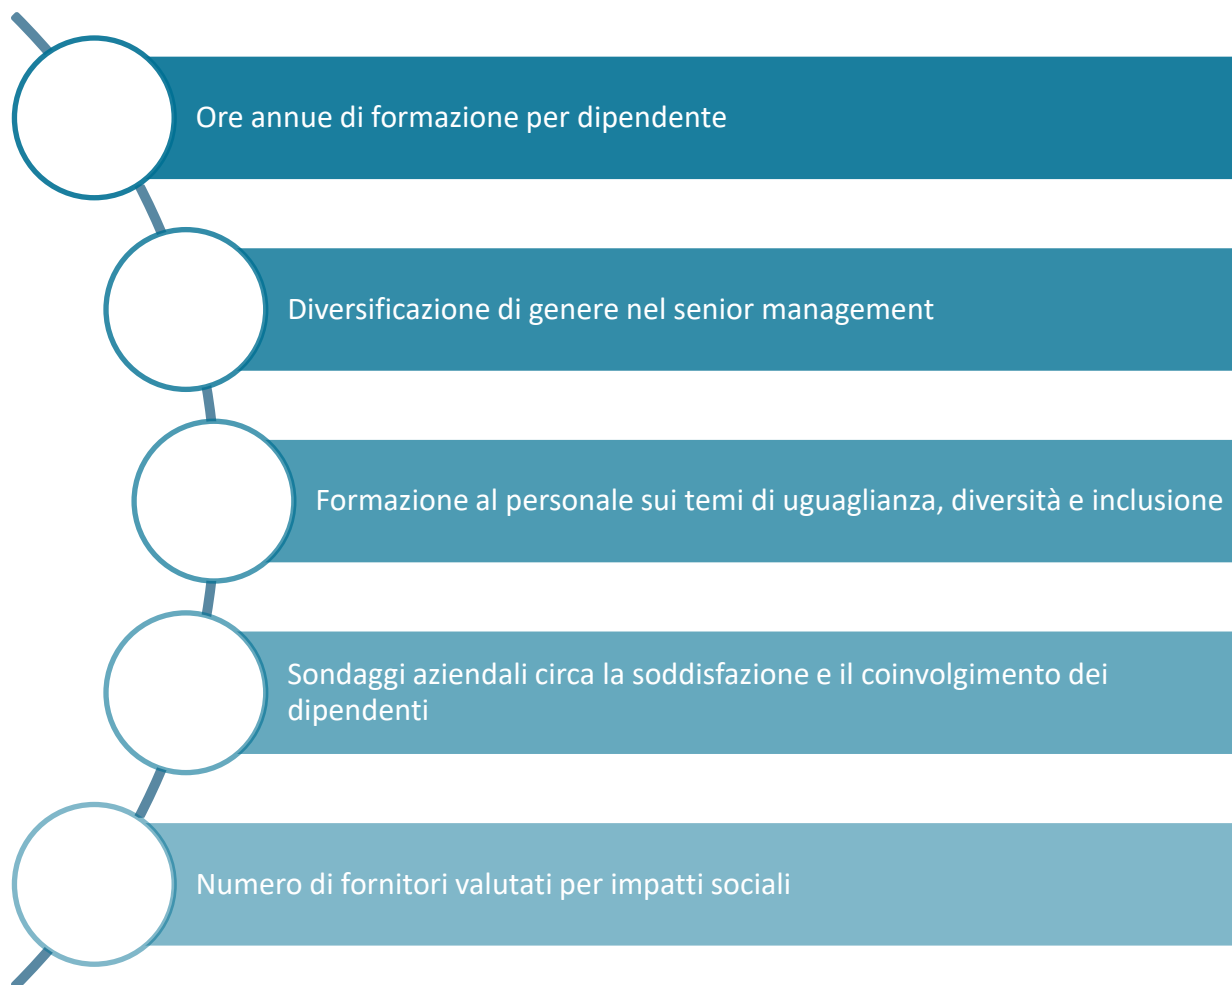 Ore annue di formazione per dipendente
Diversificazione di genere nel senior management
Formazione al personale sui temi di uguaglianza, diversità e inclusione
Sondaggi aziendali circa la soddisfazione e il coinvolgimento dei
dipendenti
Numero di fornitori valutati per impatti sociali